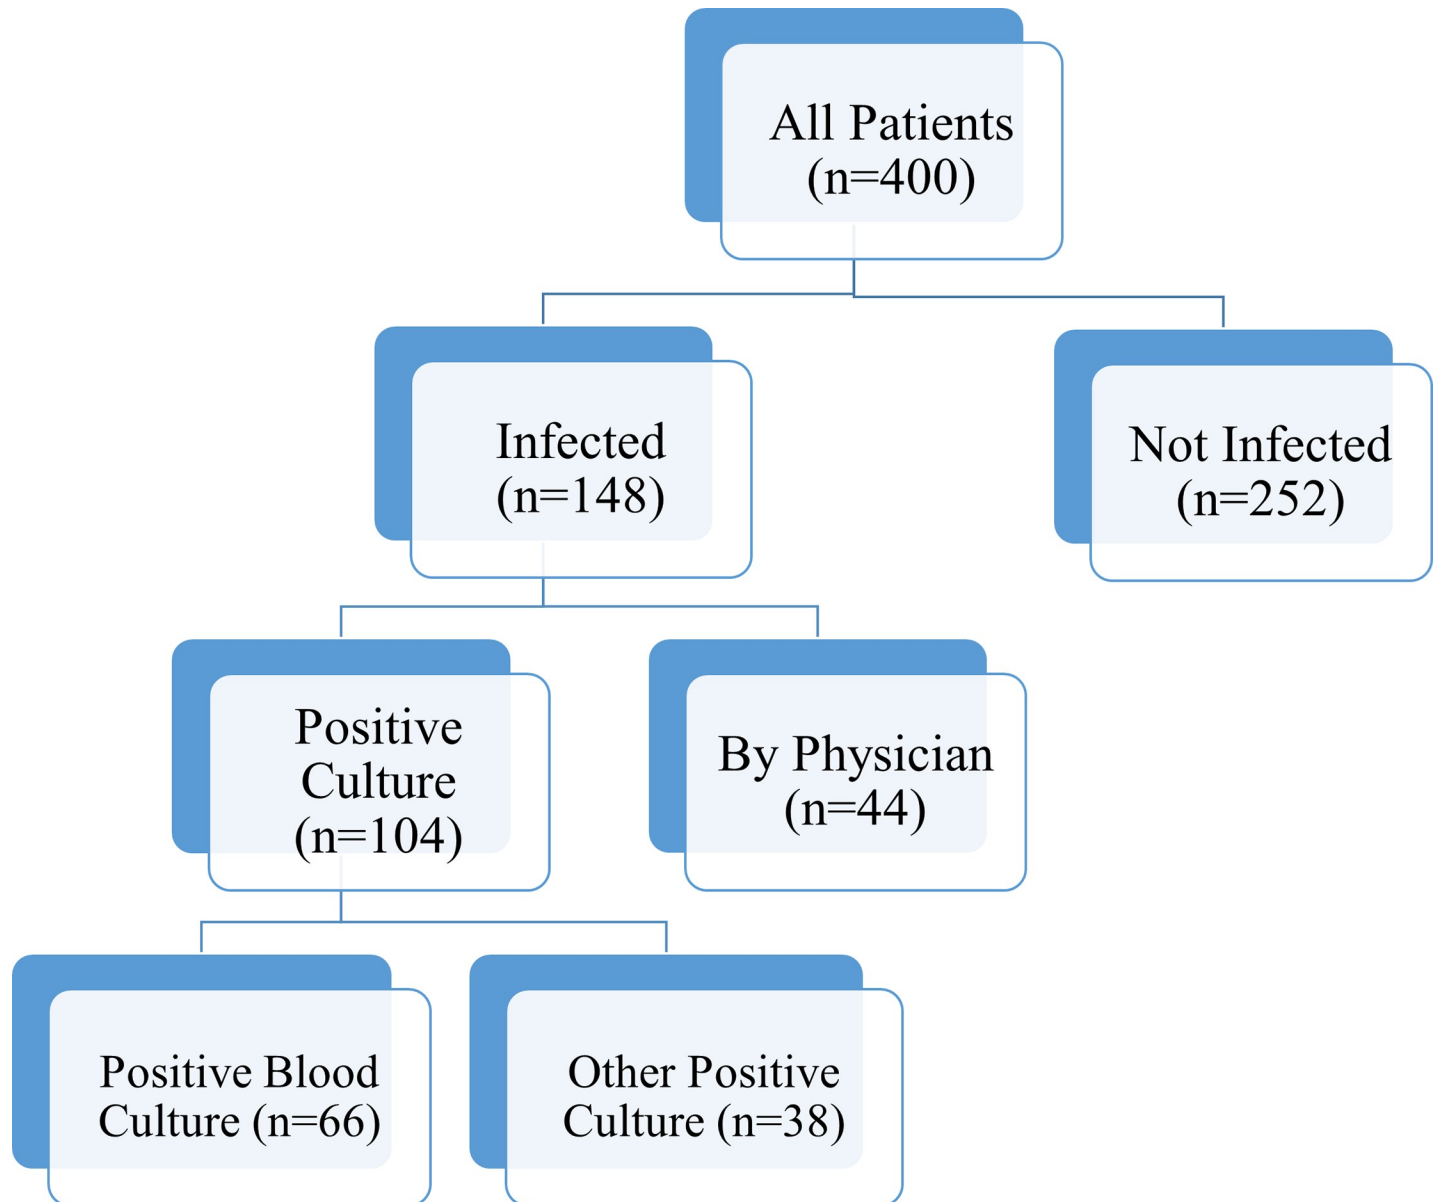 All Patients
(n=400)
Infected
(n=148)
Not Infected
(n=252)
Positive
Culture
(n=104)
By Physician
(n=44)
Positive Blood
Culture (n=66)
Other Positive
Culture (n=38)